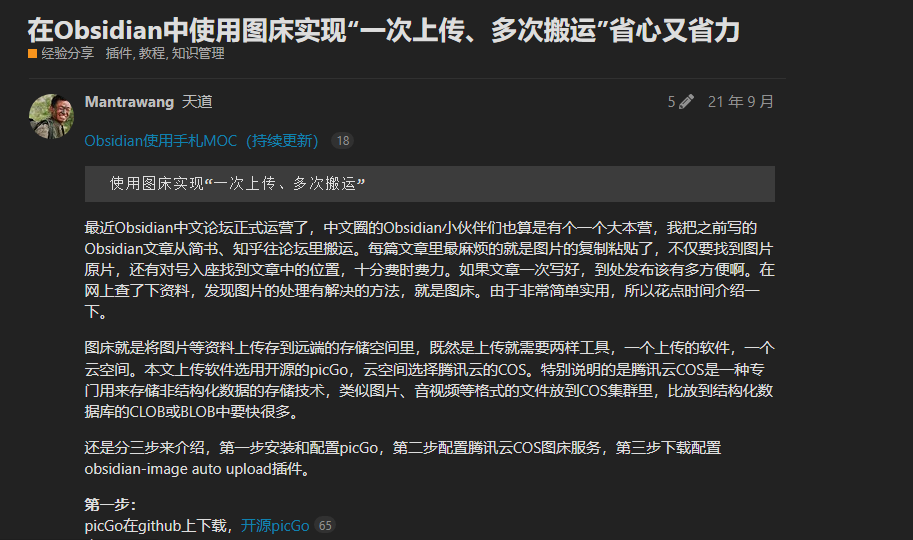 在Obsidian中使用图床实现“一次上传、多次搬运”省心又省力
经验分享 插件, 教程, 知识管理
Mantrawang 天道 5 21 年 9 月
Obsidian使用手札MOC（持续更新） 18
使用图床实现“一次上传、多次搬运”
最近Obsidian中文论坛正式运营了，中文圈的Obsidian小伙伴们也算是有个一个大本营，我把之前写的
Obsidian文章从简书、知乎往论坛里搬运。每篇文章里最麻烦的就是图片的复制粘贴了，不仅要找到图片
原片，还有对号入座找到文章中的位置，十分费时费力。如果文章一次写好，到处发布该有多方便啊。在
网上查了下资料，发现图片的处理有解决的方法，就是图床。由于非常简单实用，所以花点时间介绍一
下。
图床就是将图片等资料上传存到远端的存储空间里，既然是上传就需要两样工具，一个上传的软件，一个
云空间。本文上传软件选用开源的picGo，云空间选择腾讯云的COS。特别说明的是腾讯云COS是一种专
门用来存储非结构化数据的存储技术，类似图片、音视频等格式的文件放到COS集群里，比放到结构化数
据库的CLOB或BLOB中要快很多。
还是分三步来介绍，第一步安装和配置picGo，第二步配置腾讯云COS图床服务，第三步下载配置
obsidian-image auto upload插件。
第一步：
picGo在github上下载，开源picGo 65